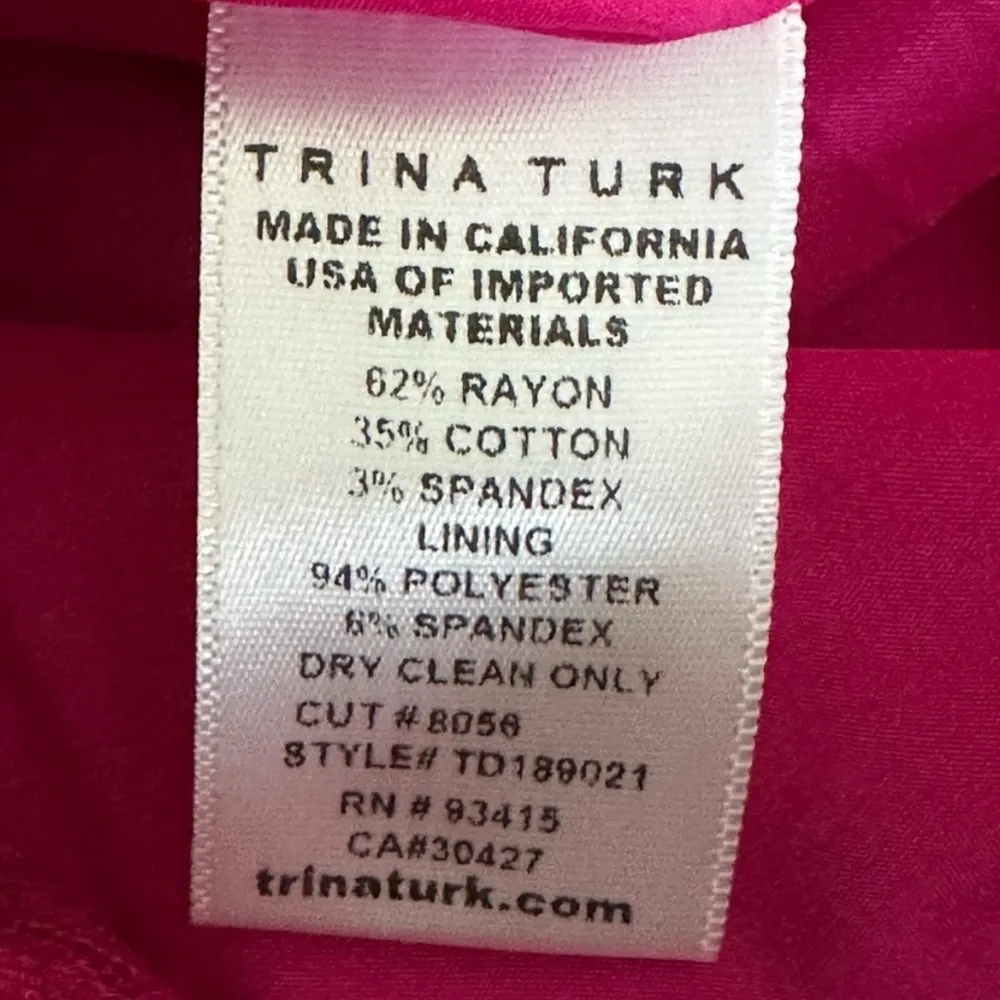 TRINA TURK
MADE IN CALIFORNIA
USA OF IMPORTED
MATERIALS
62% RAYON
35% COTTON
3% SPANDEX
LINING
94% POLYESTER
6% SPANDEX
DRY CLEAN ONLY
CUT # 8056
STYLE# TD189021
RN # 93415
CA#30427
trinaturk.com